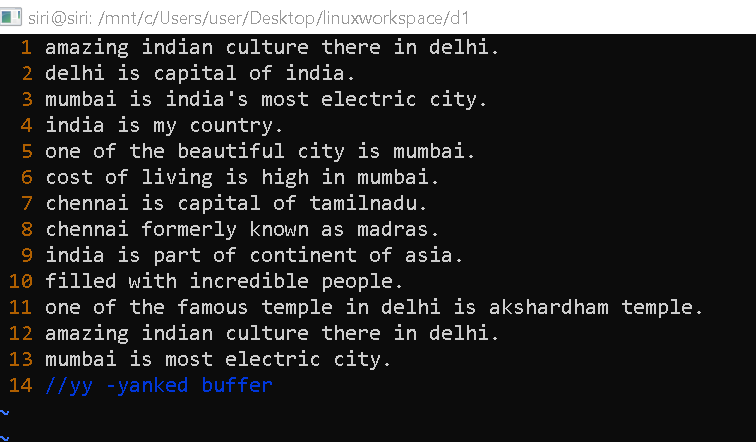 siri@siri: /mnt/c/Users/user/Desktop/linuxworkspace/d1
1 amazing indian culture there in delhi.
2 delhi is capital of india.
3 mumbai is india's most electric city.
4 india is my country.
5 one of the beautiful city is mumbai.
6 cost of living is high in mumbai.
7 chennai is capital of tamilnadu.
8 chennai formerly known as madras.
9 india is part of continent of asia.
10 filled with incredible people.
11 one of the famous temple in delhi is akshardham temple.
12 amazing indian culture there in delhi.
13 mumbai is most electric city.
14 //yy -yanked buffer
~
~